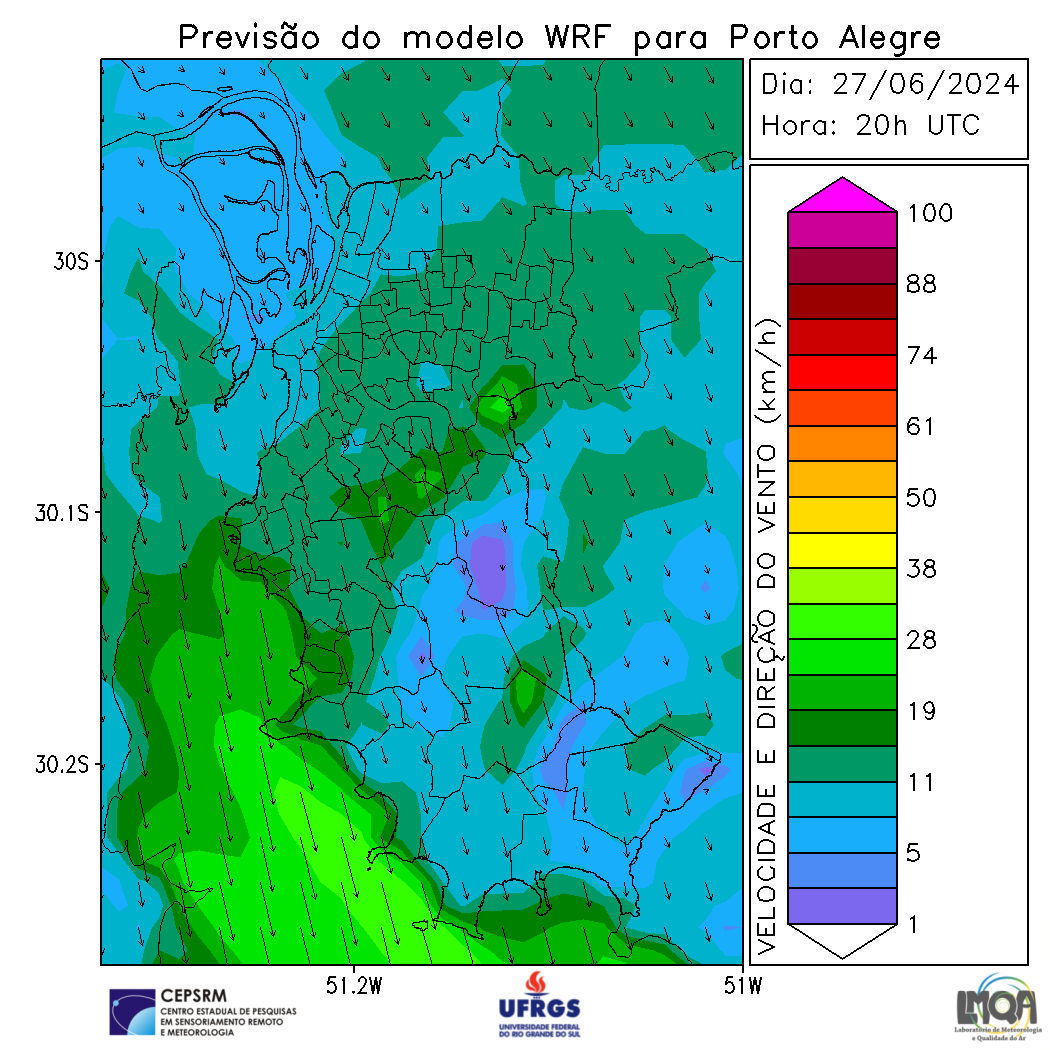 Previsão do modelo WRF para Porto Alegre
Dia: 27/06/2024
Hora: 20h UTC
30S
30.1S
30.2S
51.2W
51W
VELOCIDADE E DIREÇÃO DO VENTO (km/h)
100
88
74
61
50
38
28
19
11
5
1
CEPSRM
CENTRO ESTADUAL DE PESQUISAS
EM SENSORIAMENTO REMOTO
E METEOROLOGIA
UFRGS
UNIVERSIDADE FEDERAL
DO RIO GRANDE DO SUL
LMQA
Laboratório de Meteorologia
e Qualidade do Ar